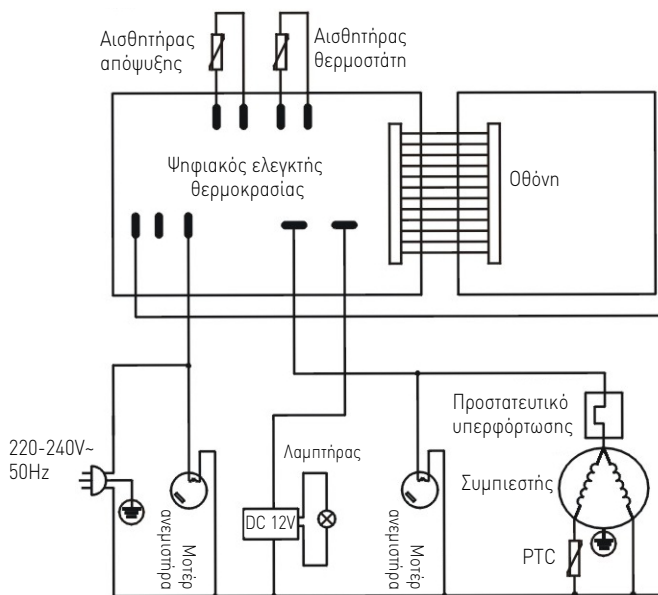 Αισθητήρας
απόψυξης
Αισθητήρας
θερμοστάτη
Ψηφιακός ελεγκτής
θερμοκρασίας
Οθόνη
220-240V~
50Hz
Μοτέρ
ανεμιστήρα
Λαμπτήρας
DC 12V
Μοτέρ
ανεμιστήρα
Προστατευτικό
υπερφόρτωσης
Συμπιεστής
PTC